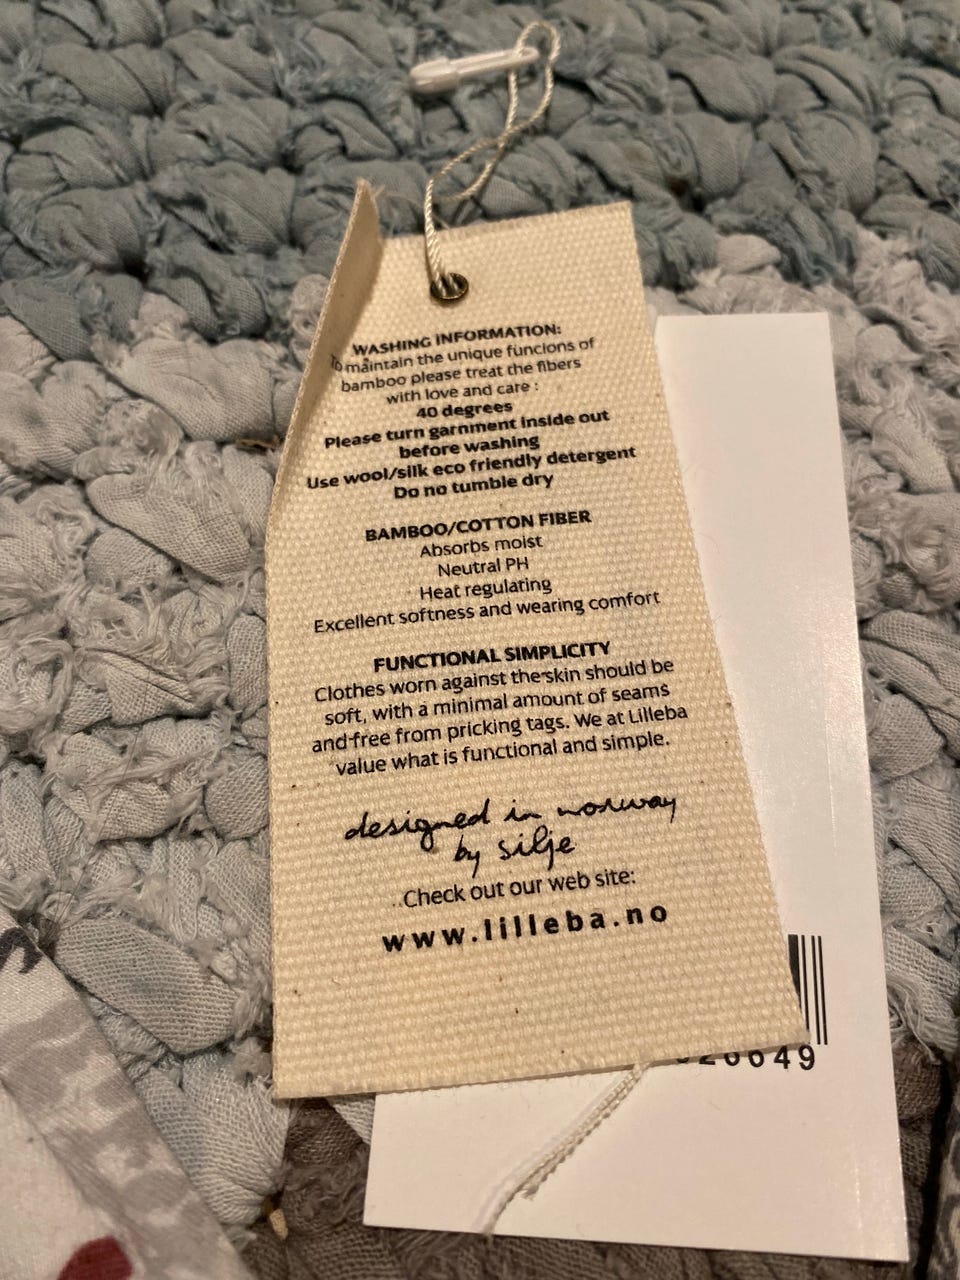 WASHING INFORMATION:
To maintain the unique funcions of
bamboo please treat the fibers
with love and care :
40 degrees
Please turn garnment inside out
before washing
Use wool/silk eco friendly detergent
Do no tumble dry
BAMBOO/COTTON FIBER
Absorbs moist
Neutral PH
Heat regulating
Excellent softness and wearing comfort
FUNCTIONAL SIMPLICITY
Clothes worn against the skin should be
soft, with a minimal amount of seams
and free from pricking tags. We at Lilleba
value what is functional and simple.
designed in norway
by silje
Check out our web site:
www.lilleba.no
26649